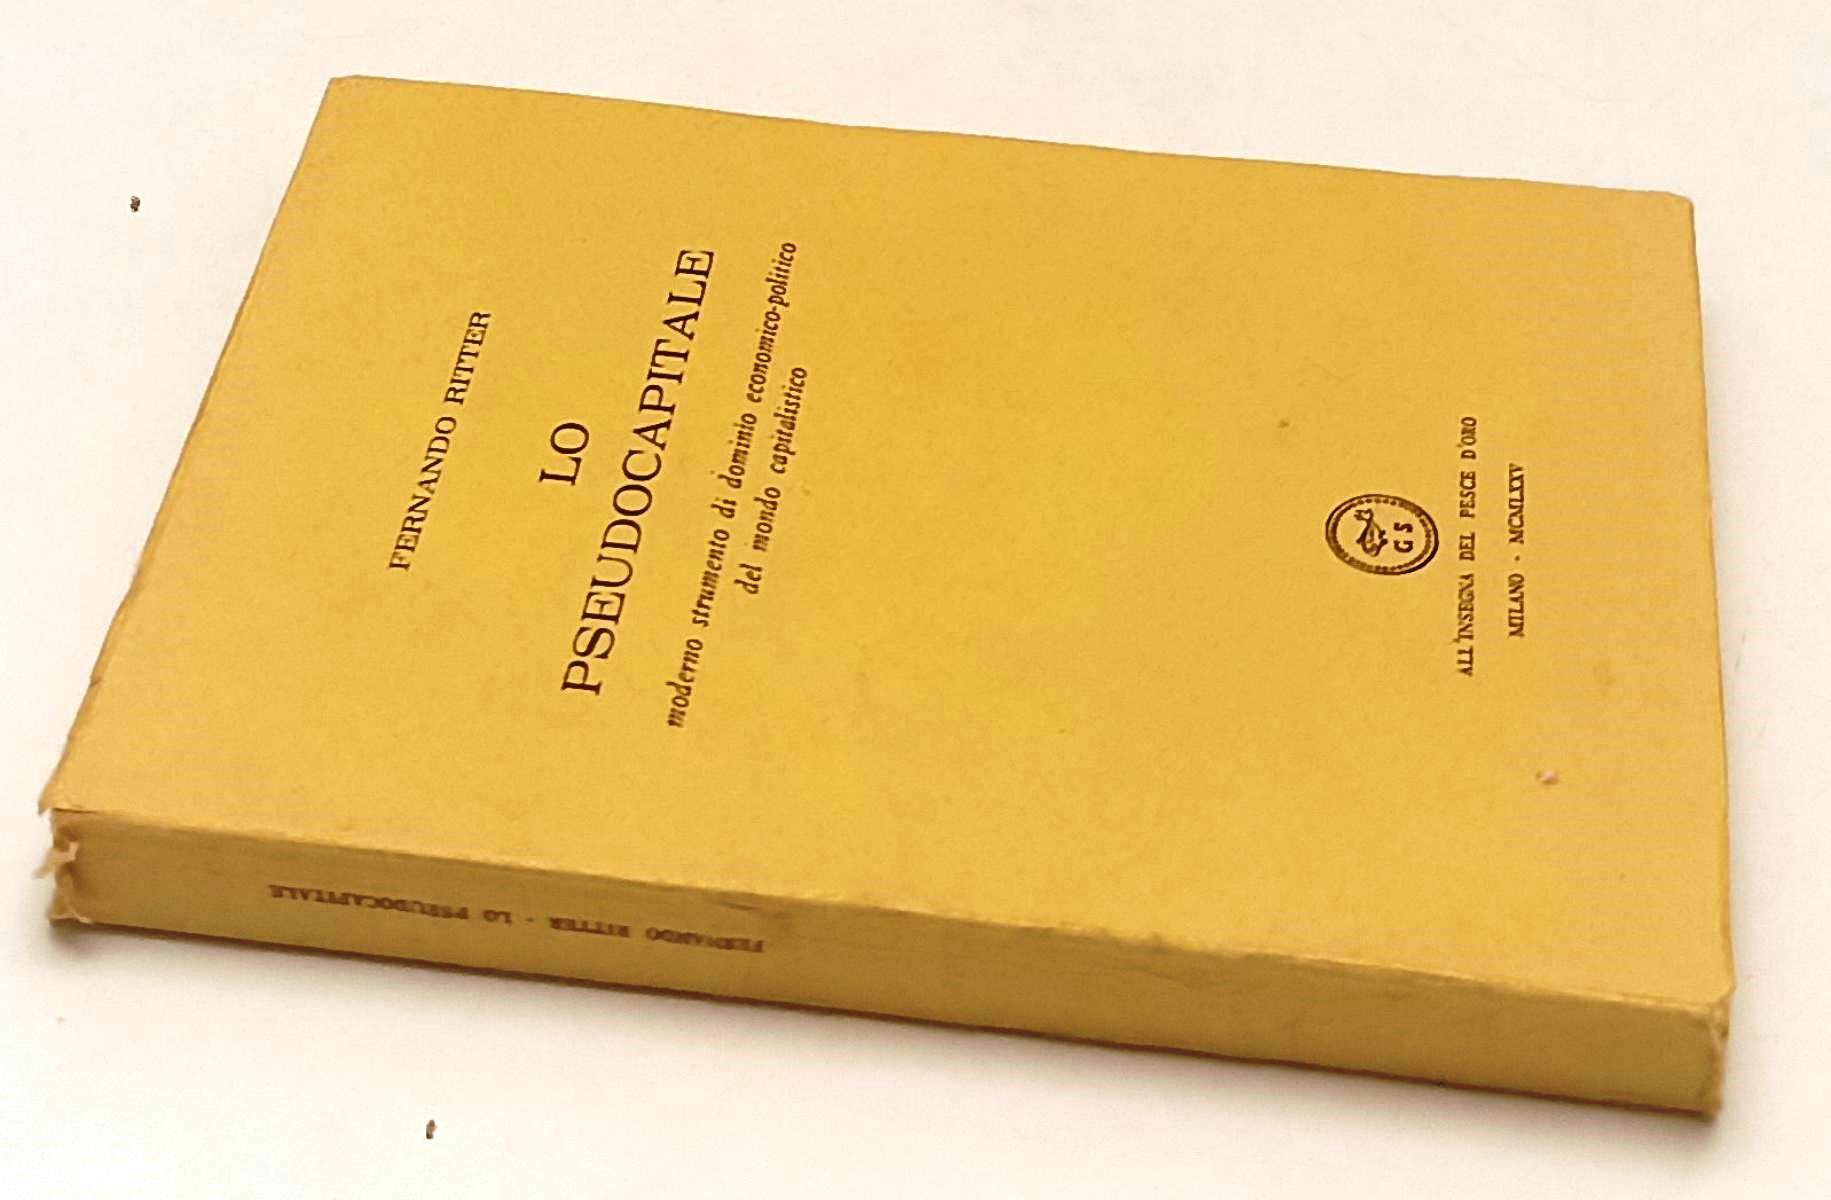 FERNANDO RITTER
LO
PSEUDOCAPITALE
moderno strumento di dominio economico-politico
del mondo capitalistico
G S
ALL'INSEGNA DEL PESCE D'ORO
MILANO · MCMLXXV
FERNANDO RITTER - LO PSEUDOCAPITALE